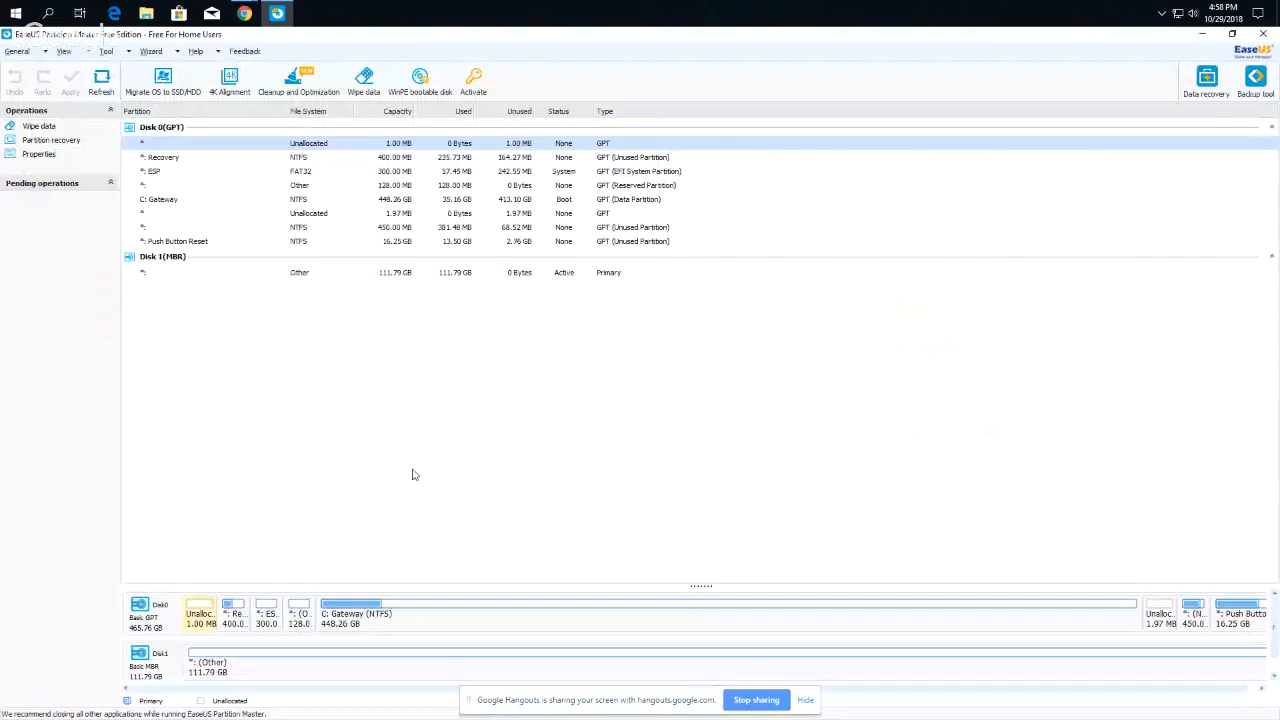 4:58 PM
10/29/2018
EaseUS Partition Master Free Edition - Free For Home Users
General View Tool Wizard Help Feedback
EaseUS
Make your life easy!
Undo Redo Apply Refresh Migrate OS to SSD/HDD 4K Alignment Cleanup and Optimization Wipe data WinPE bootable disk Activate Data recovery Backup tool
NEW
4K
Operations
Wipe data
Partition recovery
Properties
Pending operations
Partition File System Capacity Used Unused Status Type
Disk 0(GPT)
* Unallocated 1.00 MB 0 Bytes 1.00 MB None GPT
*: Recovery NTFS 400.00 MB 235.73 MB 164.27 MB None GPT (Unused Partition)
*: ESP FAT32 300.00 MB 57.45 MB 242.55 MB System GPT (EFI System Partition)
*: Other 128.00 MB 128.00 MB 0 Bytes None GPT (Reserved Partition)
C: Gateway NTFS 448.26 GB 35.16 GB 413.10 GB Boot GPT (Data Partition)
* Unallocated 1.97 MB 0 Bytes 1.97 MB None GPT
*: NTFS 450.00 MB 381.48 MB 68.52 MB None GPT (Unused Partition)
*: Push Button Reset NTFS 16.25 GB 13.50 GB 2.76 GB None GPT (Unused Partition)
Disk 1(MBR)
*: Other 111.79 GB 111.79 GB 0 Bytes Active Primary
Disk0
Basic GPT
465.76 GB
Unalloc..
1.00 MB
*: Re...
400.0..
*: ES..
300.0..
*: (O..
128.0..
C: Gateway (NTFS)
448.26 GB
Unalloc..
1.97 MB
*: (N..
450.0..
*: Push Butto
16.25 GB
Disk1
Basic MBR
111.79 GB
*: (Other)
111.79 GB
Primary Unallocated
Google Hangouts is sharing your screen with hangouts.google.com. Stop sharing Hide
We recommend closing all other applications while running EaseUS Partition Master.